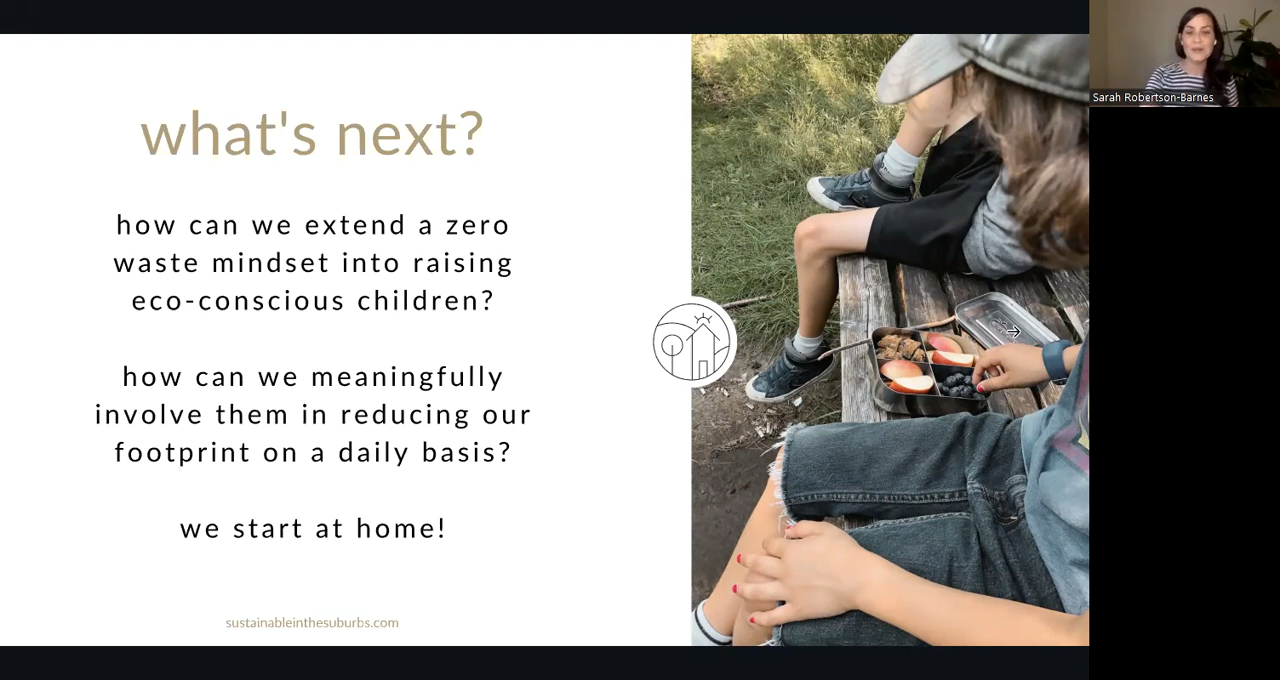 what's next?
how can we extend a zero
waste mindset into raising
eco-conscious children?
how can we meaningfully
involve them in reducing our
footprint on a daily basis?
we start at home!
sustainableinthesuburbs.com
Sarah Robertson-Barnes